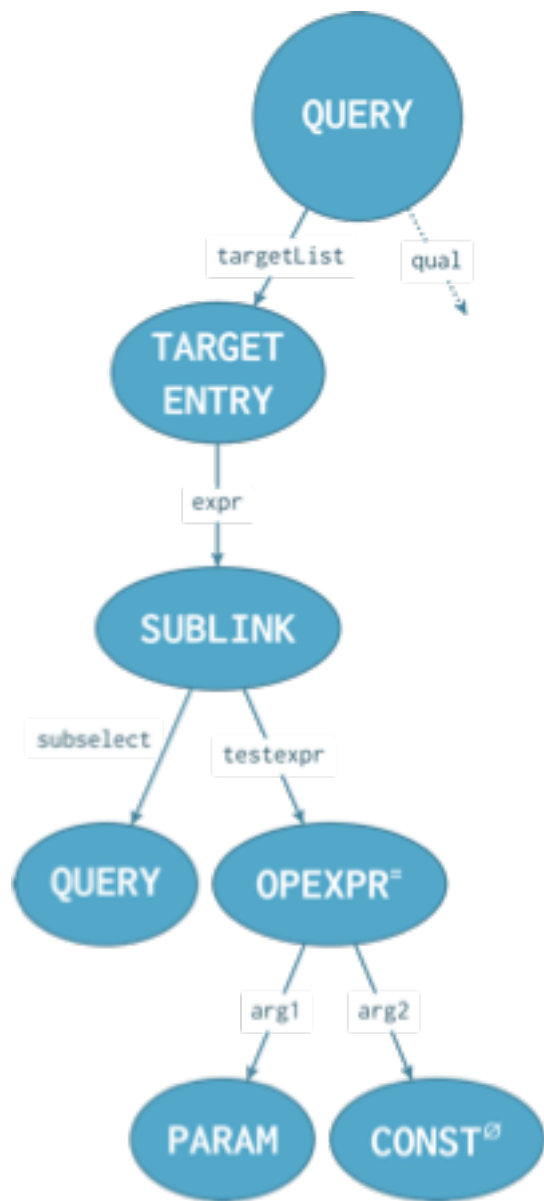 QUERY
targetList
qual
TARGET
ENTRY
expr
SUBLINK
subselect
testexpr
QUERY
OPEXPR⁼
arg1
arg2
PARAM
CONST∅